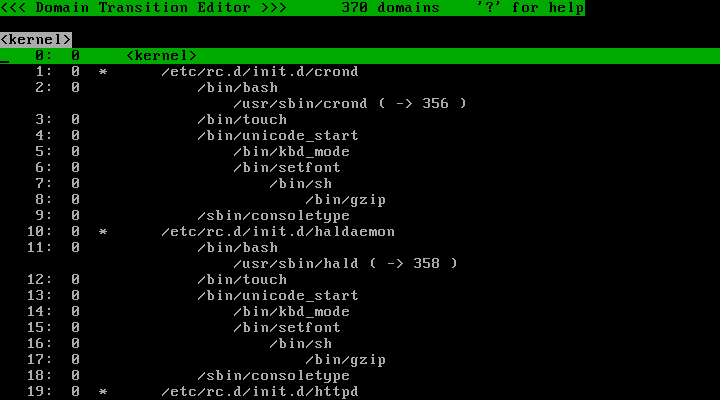 <<< Domain Transition Editor >>>      370 domains    '?' for help
<kernel>
0:  0     <kernel>
1:  0  *      /etc/rc.d/init.d/crond
2:  0             /bin/bash
/usr/sbin/crond ( -> 356 )
3:  0             /bin/touch
4:  0             /bin/unicode_start
5:  0                 /bin/kbd_mode
6:  0                 /bin/setfont
7:  0                     /bin/sh
8:  0                         /bin/gzip
9:  0             /sbin/consoletype
10:  0  *      /etc/rc.d/init.d/haldaemon
11:  0             /bin/bash
/usr/sbin/hald ( -> 358 )
12:  0             /bin/touch
13:  0             /bin/unicode_start
14:  0                 /bin/kbd_mode
15:  0                 /bin/setfont
16:  0                     /bin/sh
17:  0                         /bin/gzip
18:  0             /sbin/consoletype
19:  0  *      /etc/rc.d/init.d/httpd